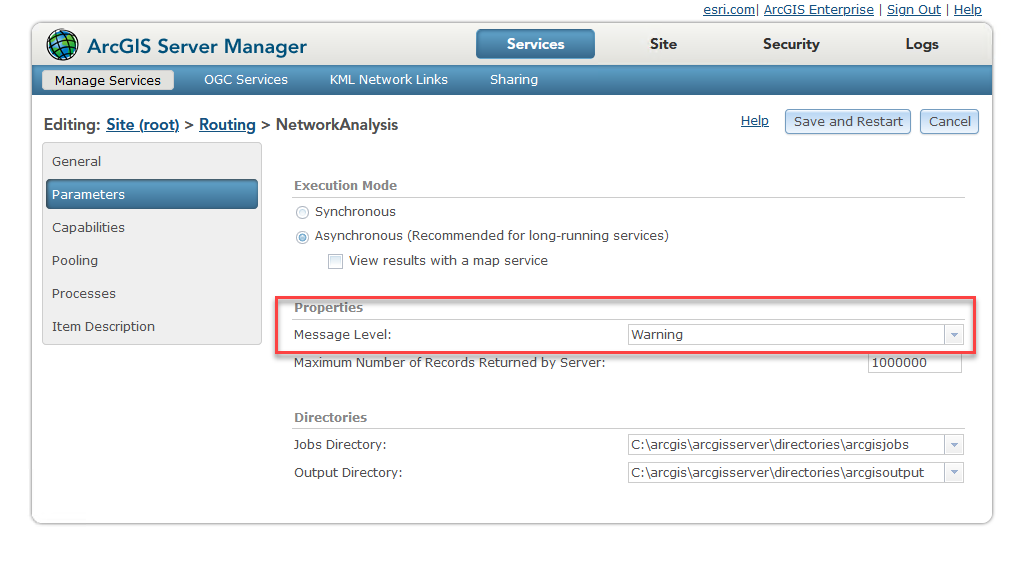 esri.com| ArcGIS Enterprise | Sign Out | Help
ArcGIS Server Manager
Services Site Security Logs
Manage Services OGC Services KML Network Links Sharing
Editing: Site (root) > Routing > NetworkAnalysis
Help Save and Restart Cancel
General
Parameters
Capabilities
Pooling
Processes
Item Description
Execution Mode
Synchronous
Asynchronous (Recommended for long-running services)
View results with a map service
Properties
Message Level: Warning
Maximum Number of Records Returned by Server: 1000000
Directories
Jobs Directory: C:\arcgis\arcgisserver\directories\arcgisjobs
Output Directory: C:\arcgis\arcgisserver\directories\arcgisoutput